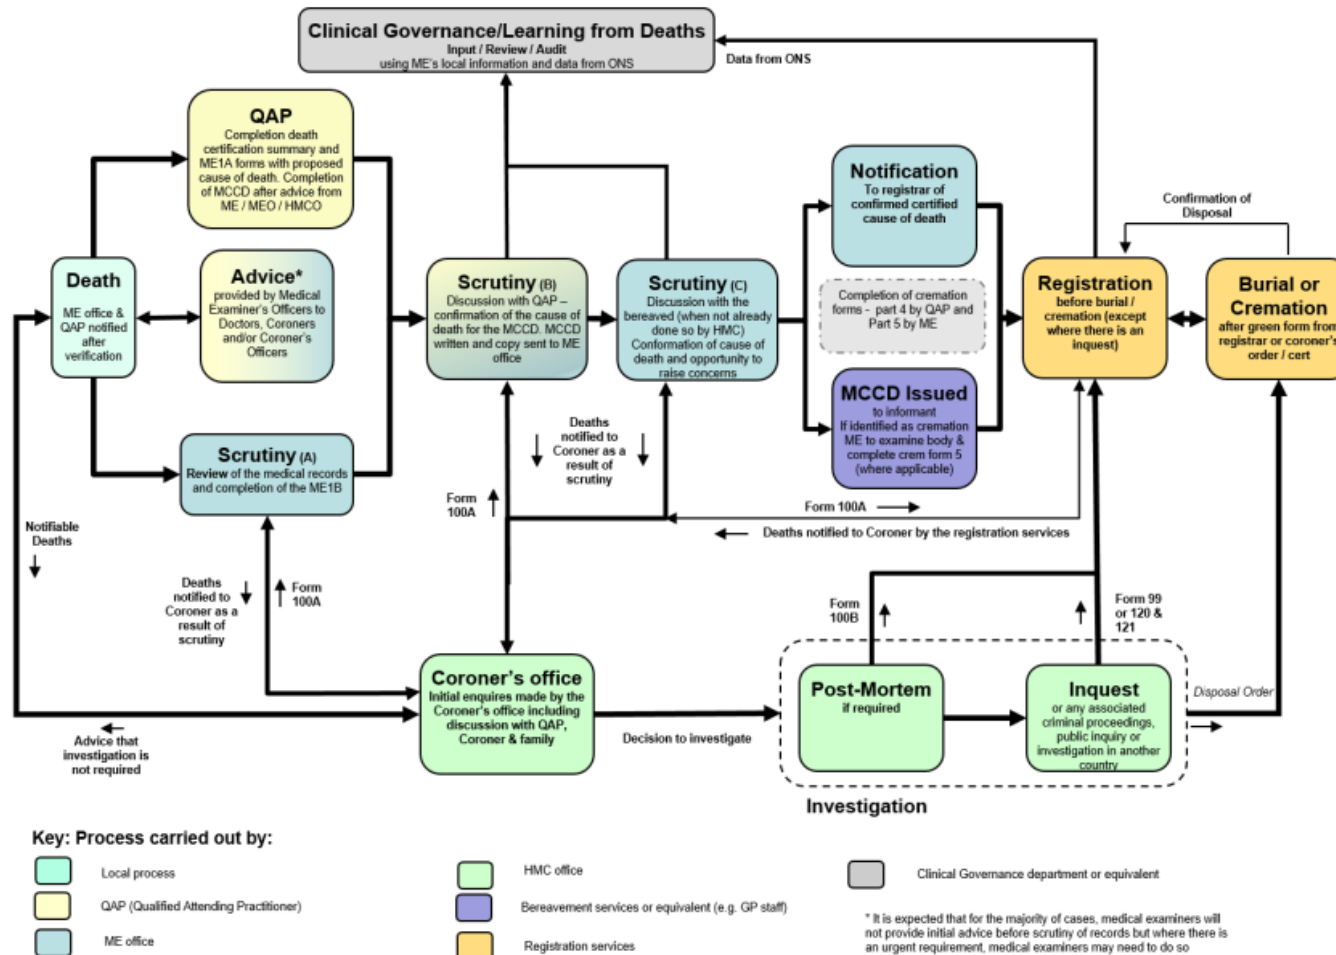 Clinical Governance/Learning from Deaths
Input / Review / Audit
using ME's local information and data from ONS
Data from ONS
QAP
Completion death
certification summary and
ME1A forms with proposed
cause of death. Completion
of MCCD after advice from
ME / MEO / HMCO
Notification
To registrar of
confirmed certified
cause of death
Confirmation of
Disposal
Death
ME office &
QAP notified
after
verification
Advice*
provided by Medical
Examiner's Officers to
Doctors, Coroners
and/or Coroner's
Officers
Scrutiny (B)
Discussion with QAP –
confirmation of the cause of
death for the MCCD. MCCD
written and copy sent to ME
office
Scrutiny (C)
Discussion with the
bereaved (when not already
done so by HMC)
Conformation of cause of
death and opportunity to
raise concerns
Completion of cremation
forms - part 4 by QAP and
Part 5 by ME
Registration
before burial /
cremation (except
where there is an
inquest)
Burial or
Cremation
after green form from
registrar or coroner's
order / cert
MCCD Issued
to informant
If identified as cremation
ME to examine body &
complete crem form 5
(where applicable)
Scrutiny (A)
Review of the medical records
and completion of the ME1B
Deaths
notified to
Coroner as a
result of
scrutiny
Form
100A
Form 100A
Deaths notified to Coroner by the registration services
Notifiable
Deaths
Deaths
notified to
Coroner as a
result of
scrutiny
Form
100A
Form
100B
Form 99
or 120 &
121
Coroner's office
Initial enquires made by the
Coroner's office including
discussion with QAP,
Coroner & family
Decision to investigate
Post-Mortem
if required
Inquest
or any associated
criminal proceedings,
public inquiry or
investigation in another
country
Disposal Order
Advice that
investigation is
not required
Investigation
Key: Process carried out by:
Local process
QAP (Qualified Attending Practitioner)
ME office
HMC office
Bereavement services or equivalent (e.g. GP staff)
Registration services
Clinical Governance department or equivalent
* It is expected that for the majority of cases, medical examiners will
not provide initial advice before scrutiny of records but where there is
an urgent requirement, medical examiners may need to do so